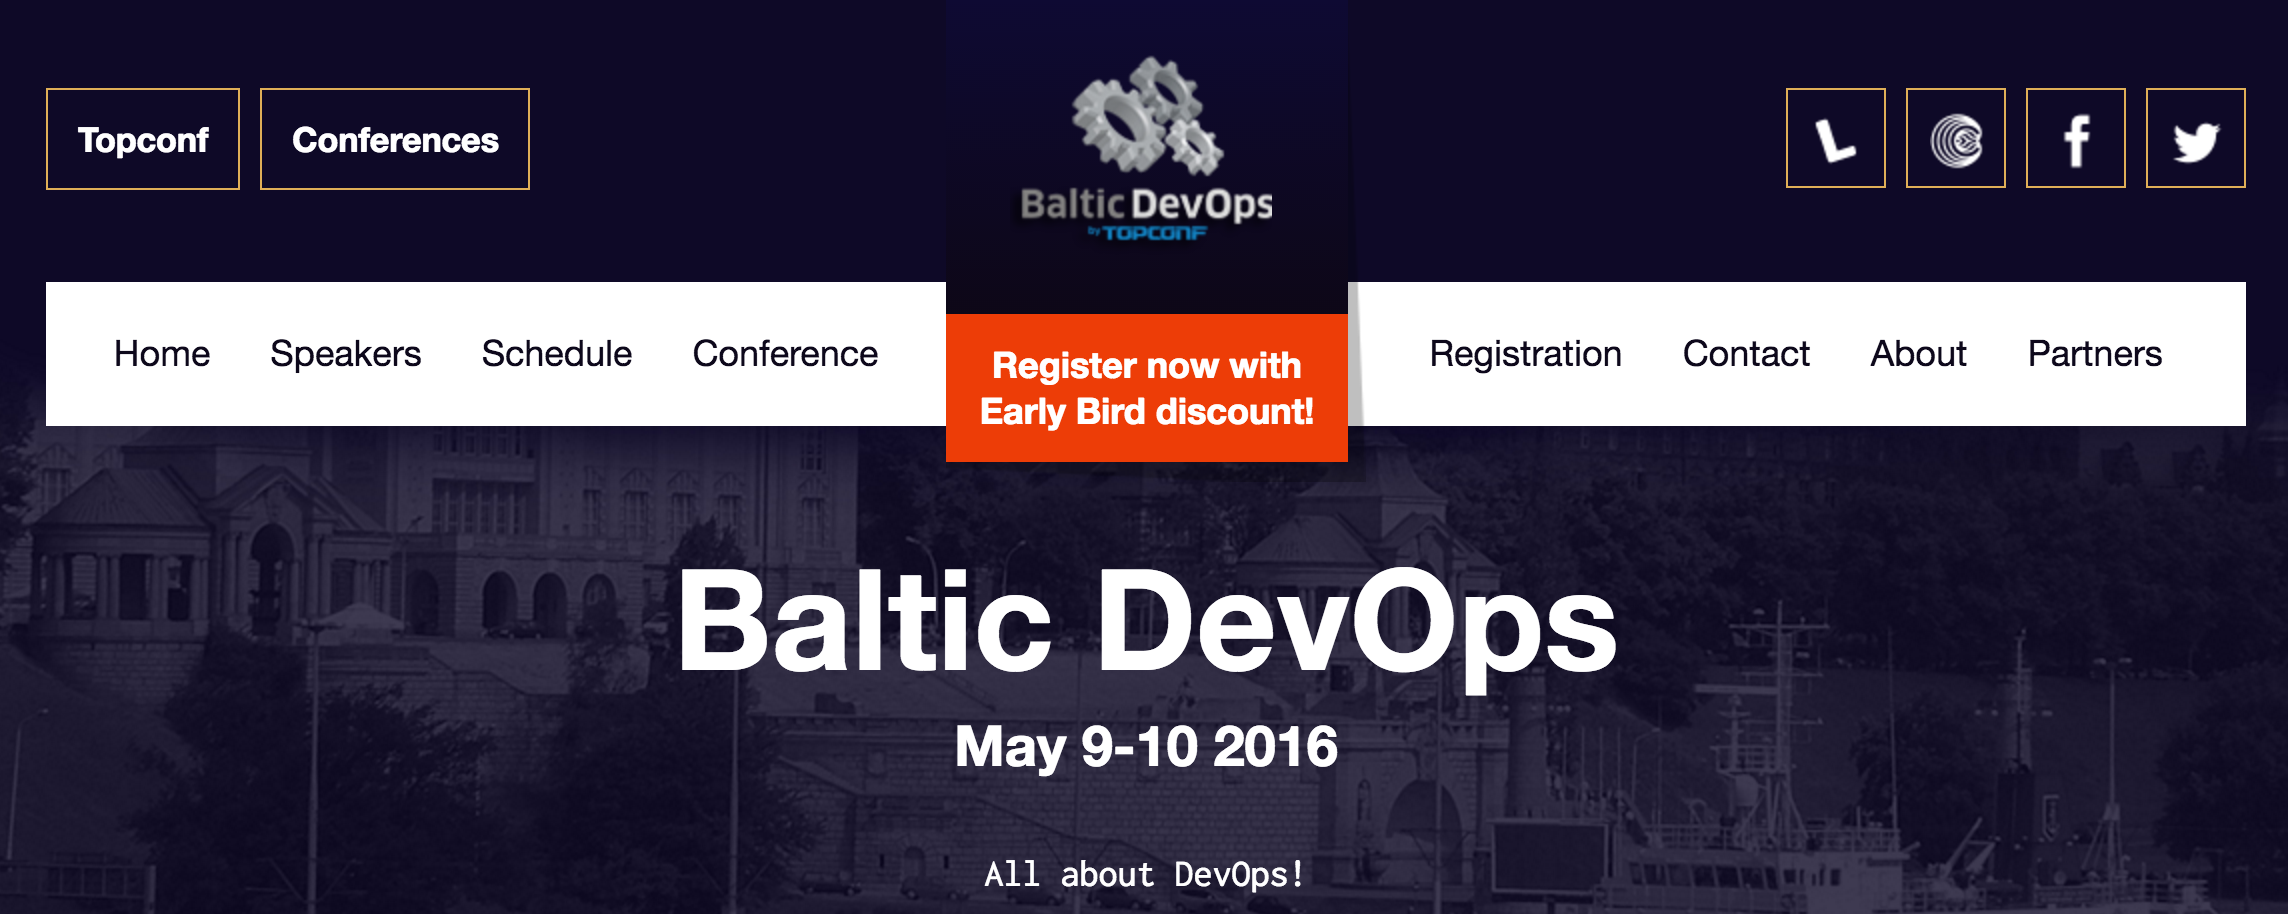 Topconf
Conferences
Baltic DevOps
by TOPCONF
Home
Speakers
Schedule
Conference
Register now with
Early Bird discount!
Registration
Contact
About
Partners
Baltic DevOps
May 9-10 2016
All about DevOps!